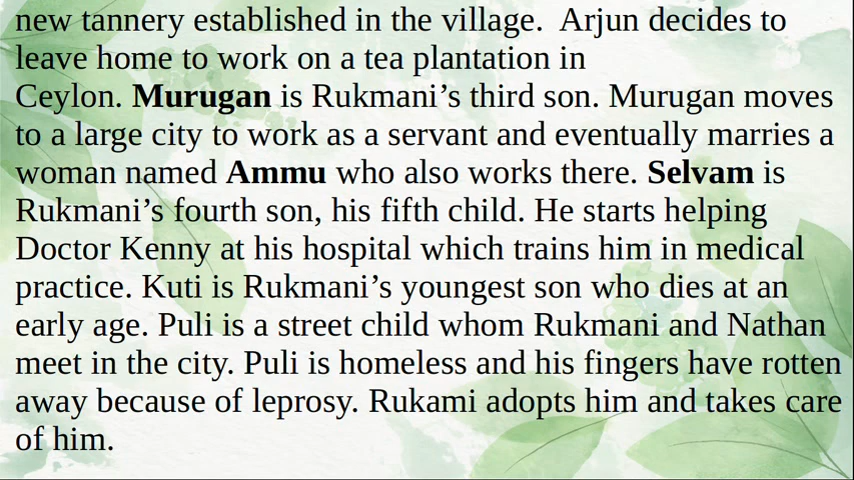 new tannery established in the village.  Arjun decides to
leave home to work on a tea plantation in
Ceylon. Murugan is Rukmani’s third son. Murugan moves
to a large city to work as a servant and eventually marries a
woman named Ammu who also works there. Selvam is
Rukmani’s fourth son, his fifth child. He starts helping
Doctor Kenny at his hospital which trains him in medical
practice. Kuti is Rukmani’s youngest son who dies at an
early age. Puli is a street child whom Rukmani and Nathan
meet in the city. Puli is homeless and his fingers have rotten
away because of leprosy. Rukami adopts him and takes care
of him.